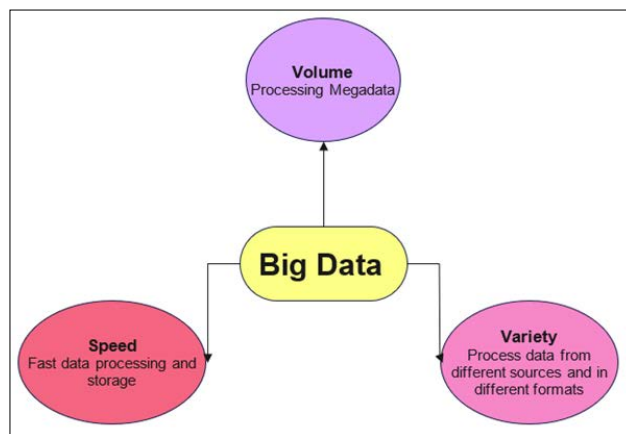 Volume
Processing Megadata
Big Data
Speed
Fast data processing and
storage
Variety
Process data from
different sources and in
different formats